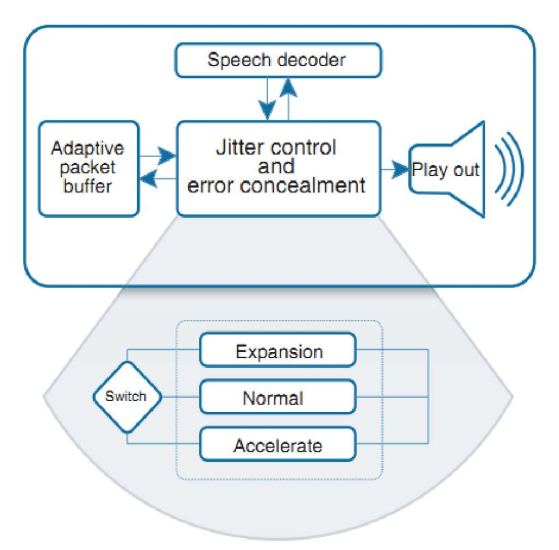 Speech decoder
Adaptive
packet
buffer
Jitter control
and
error concealment
Play out
Switch
Expansion
Normal
Accelerate